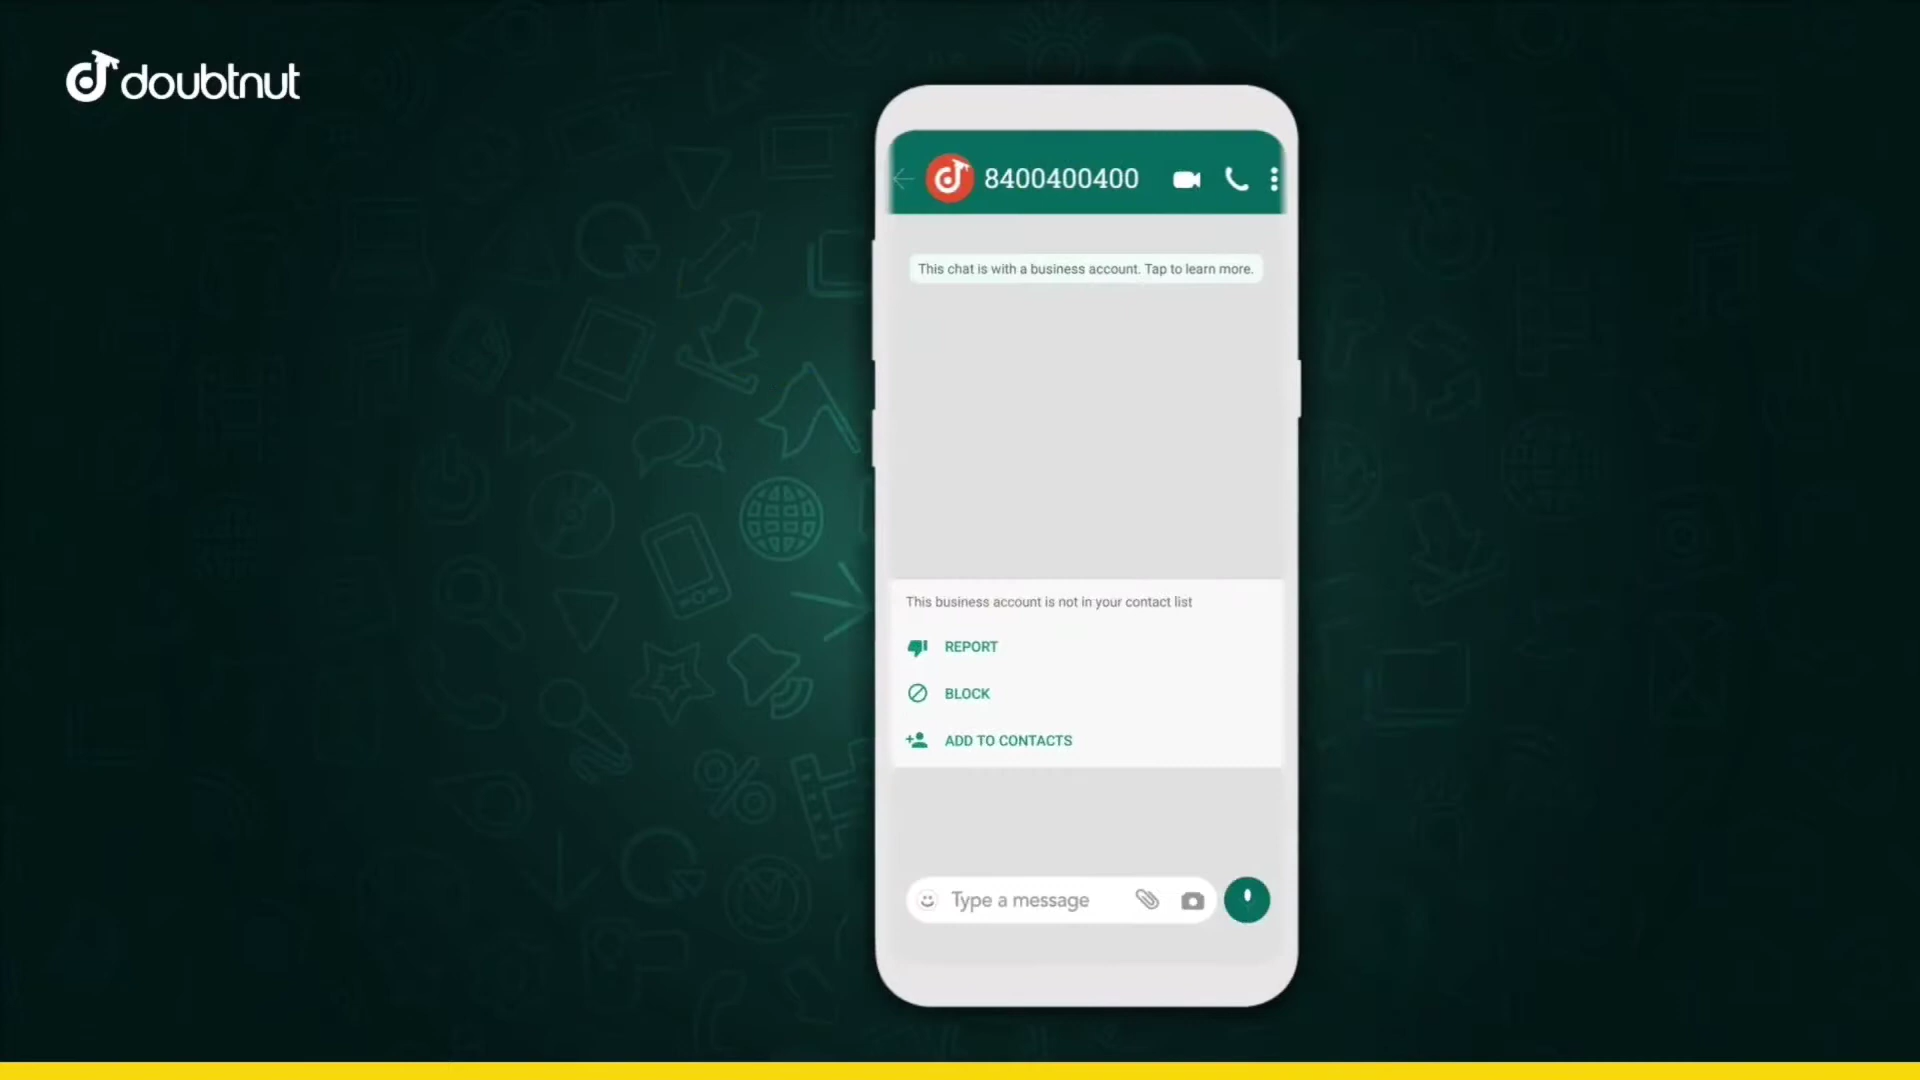 doubtnut
8400400400
This chat is with a business account. Tap to learn more.
This business account is not in your contact list
REPORT
BLOCK
ADD TO CONTACTS
Type a message